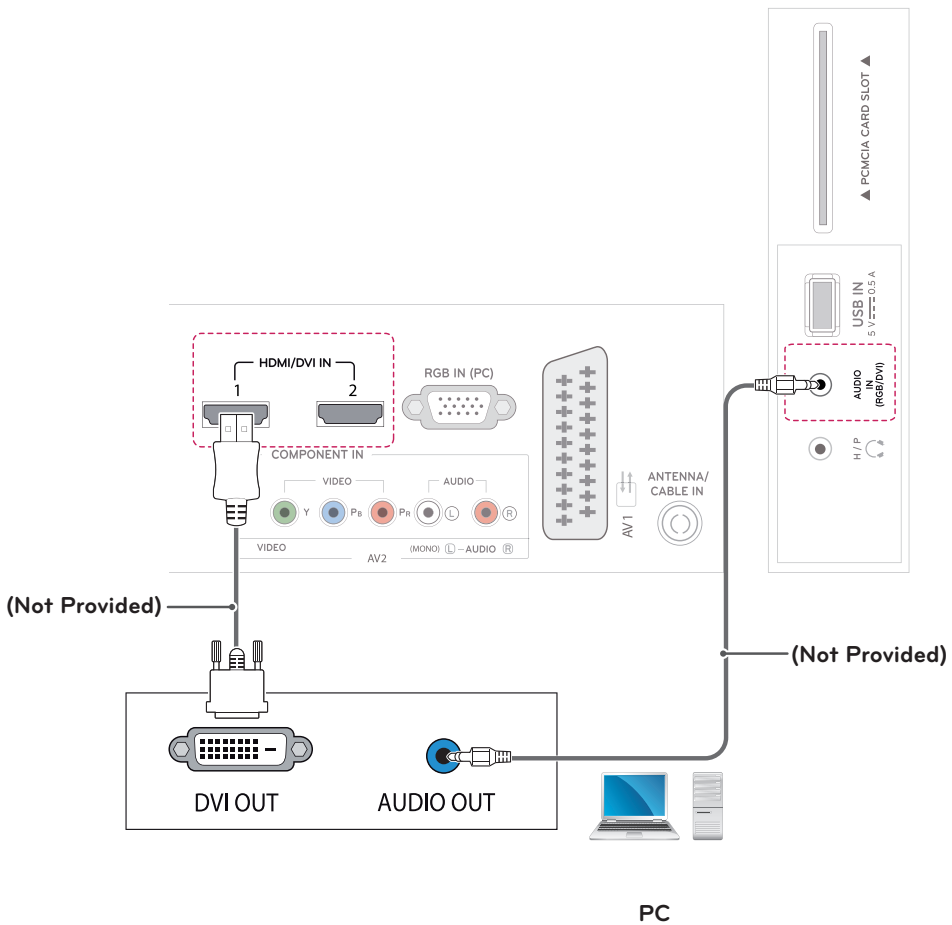 ▲ PCMCIA CARD SLOT ▲
USB IN
5 V 0.5 A
AUDIO
IN
(RGB/DVI)
H / P
HDMI/DVI IN
1 2
RGB IN (PC)
COMPONENT IN
VIDEO AUDIO
Y PB PR L R
VIDEO
AV2
(MONO) L – AUDIO R
AV1
ANTENNA/
CABLE IN
(Not Provided)
(Not Provided)
DVI OUT
AUDIO OUT
PC